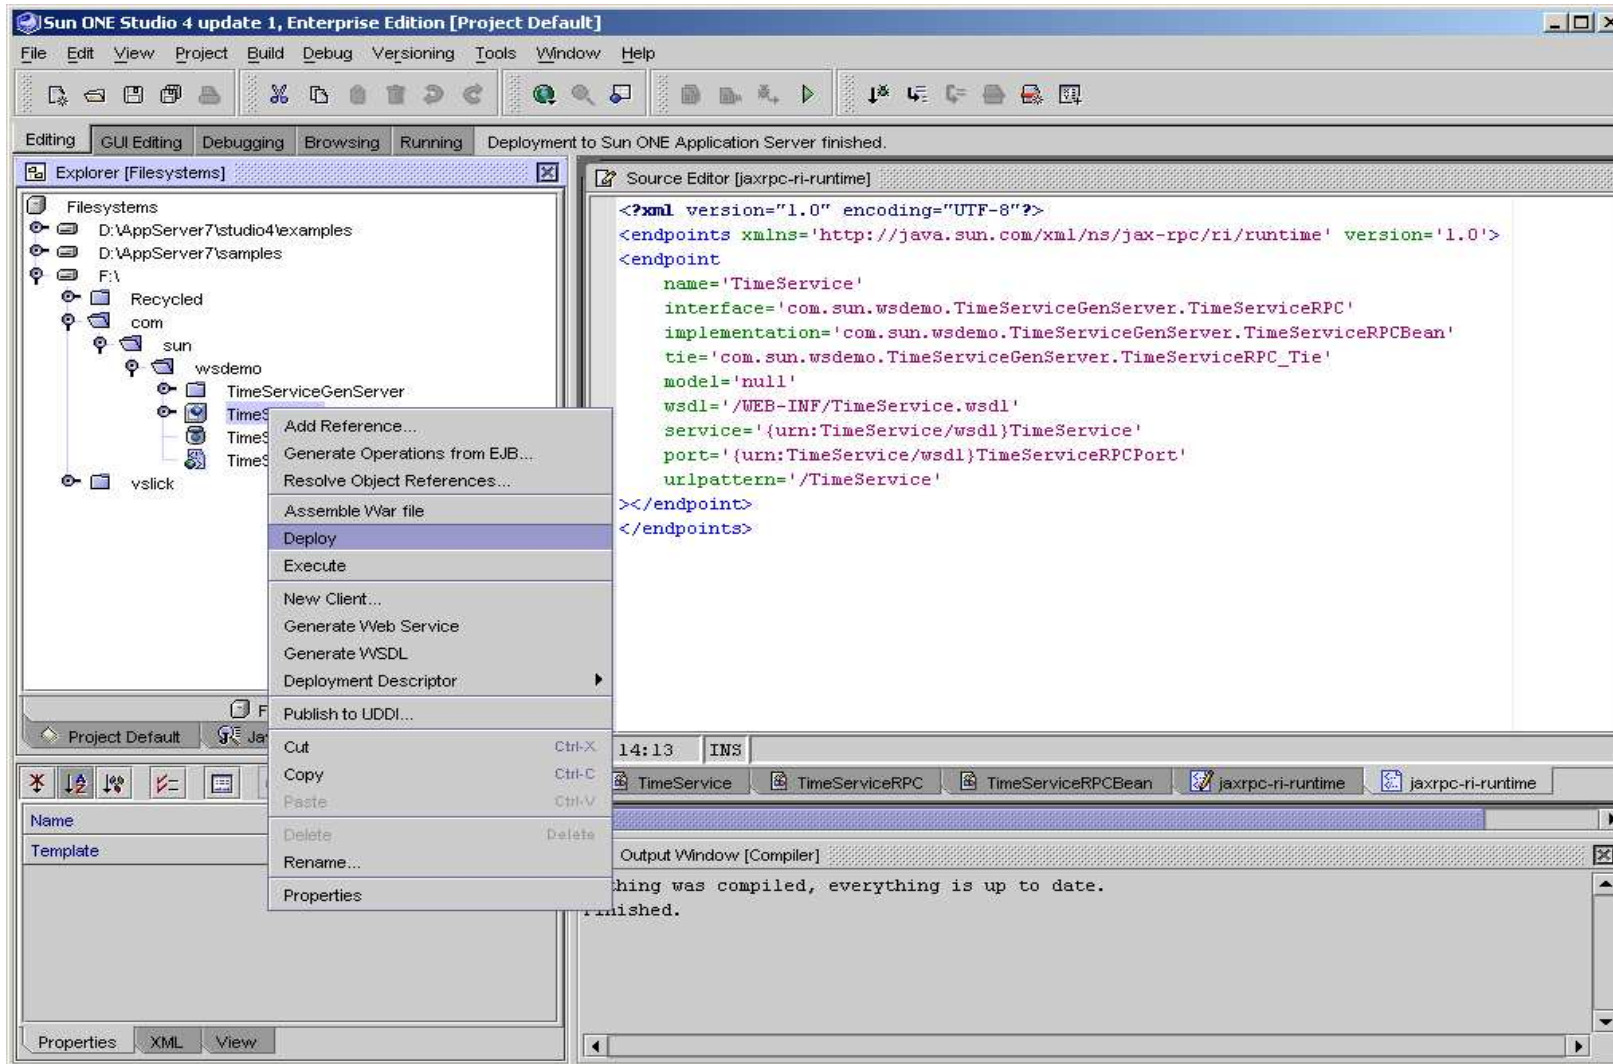 Sun ONE Studio 4 update 1, Enterprise Edition [Project Default]
File Edit View Project Build Debug Versioning Tools Window Help
Editing GUI Editing Debugging Browsing Running Deployment to Sun ONE Application Server finished.
Explorer [Filesystems]
Filesystems
D:\AppServer7\studio4\examples
D:\AppServer7\samples
F:\
Recycled
com
sun
wsdemo
TimeServiceGenServer
TimeS
TimeS
TimeS
vslick
F
Project Default Ja
Add Reference...
Generate Operations from EJB...
Resolve Object References...
Assemble War file
Deploy
Execute
New Client...
Generate Web Service
Generate WSDL
Deployment Descriptor
Publish to UDDI...
Cut Ctrl-X
Copy Ctrl-C
Paste Ctrl-V
Delete Delete
Rename...
Properties
Name
Template
Properties XML View
Source Editor [jaxrpc-ri-runtime]
<?xml version="1.0" encoding="UTF-8"?>
<endpoints xmlns='http://java.sun.com/xml/ns/jax-rpc/ri/runtime' version='1.0'>
<endpoint
name='TimeService'
interface='com.sun.wsdemo.TimeServiceGenServer.TimeServiceRPC'
implementation='com.sun.wsdemo.TimeServiceGenServer.TimeServiceRPCBean'
tie='com.sun.wsdemo.TimeServiceGenServer.TimeServiceRPC_Tie'
model='null'
wsdl='/WEB-INF/TimeService.wsdl'
service='{urn:TimeService/wsdl}TimeService'
port='{urn:TimeService/wsdl}TimeServiceRPCPort'
urlpattern='/TimeService'
></endpoint>
</endpoints>
14:13 INS
TimeService TimeServiceRPC TimeServiceRPCBean jaxrpc-ri-runtime jaxrpc-ri-runtime
Output Window [Compiler]
thing was compiled, everything is up to date.
Finished.